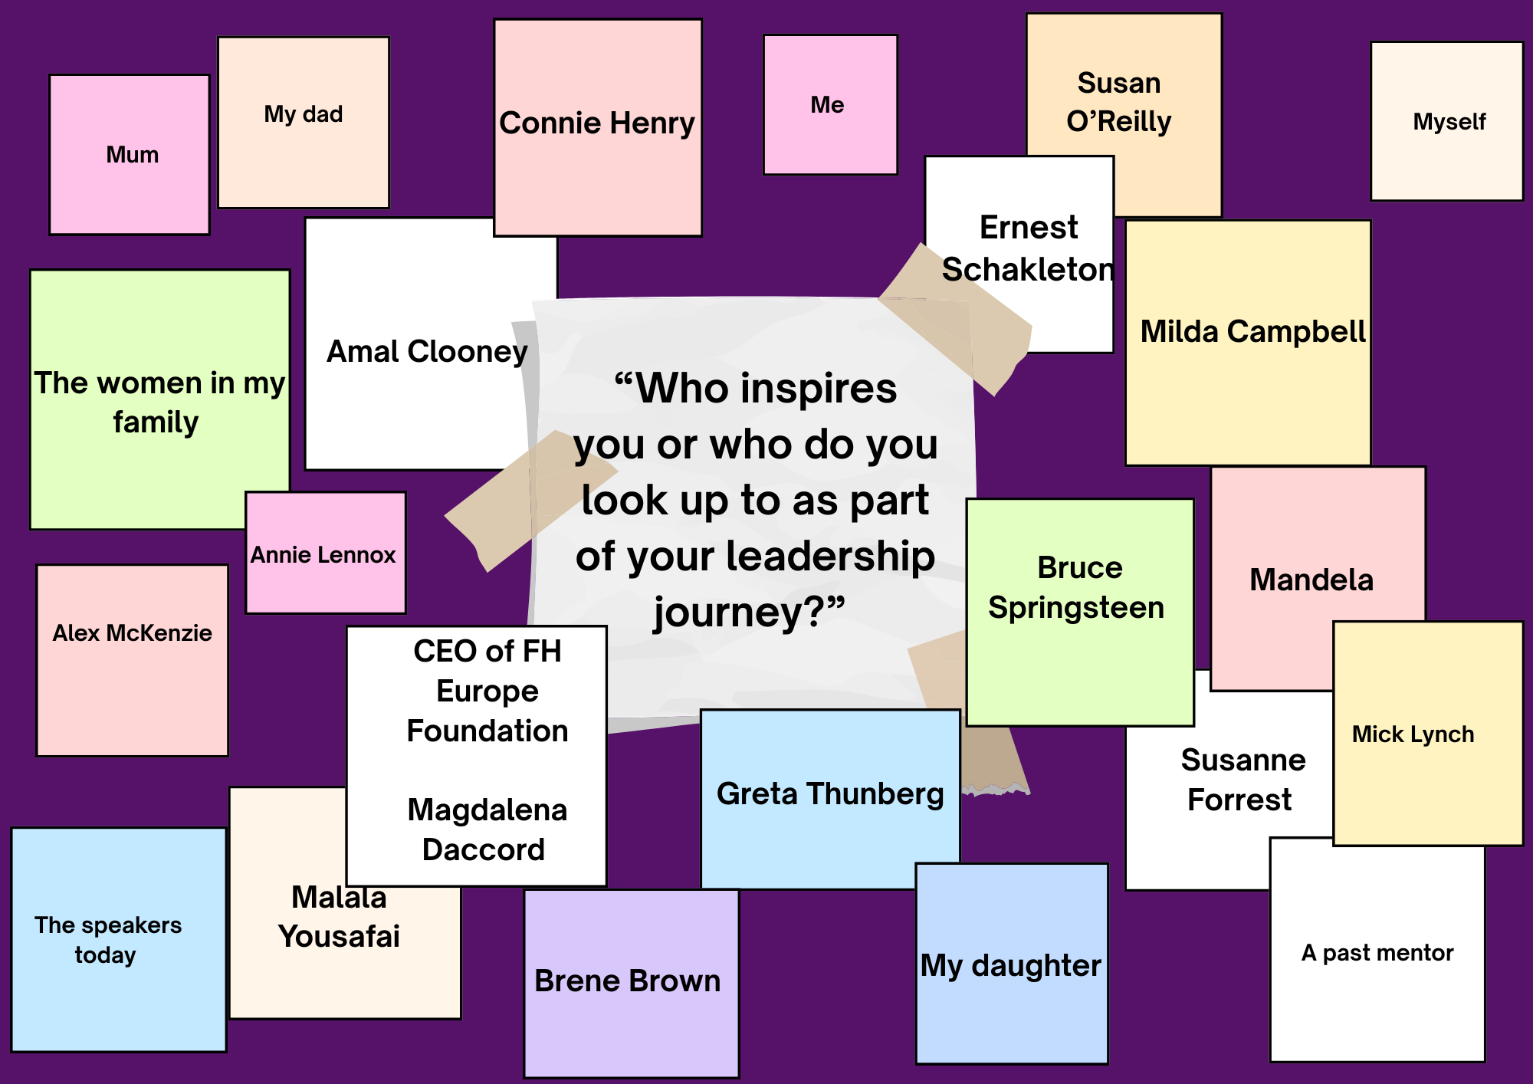 Mum
My dad
Connie Henry
Me
Susan
O’Reilly
Myself
Ernest
Schakleton
Milda Campbell
The women in my
family
Amal Clooney
“Who inspires
you or who do you
look up to as part
of your leadership
journey?”
Annie Lennox
Alex McKenzie
Bruce
Springsteen
Mandela
CEO of FH
Europe
Foundation
Magdalena
Daccord
Greta Thunberg
Susanne
Forrest
Mick Lynch
The speakers
today
Malala
Yousafai
Brene Brown
My daughter
A past mentor